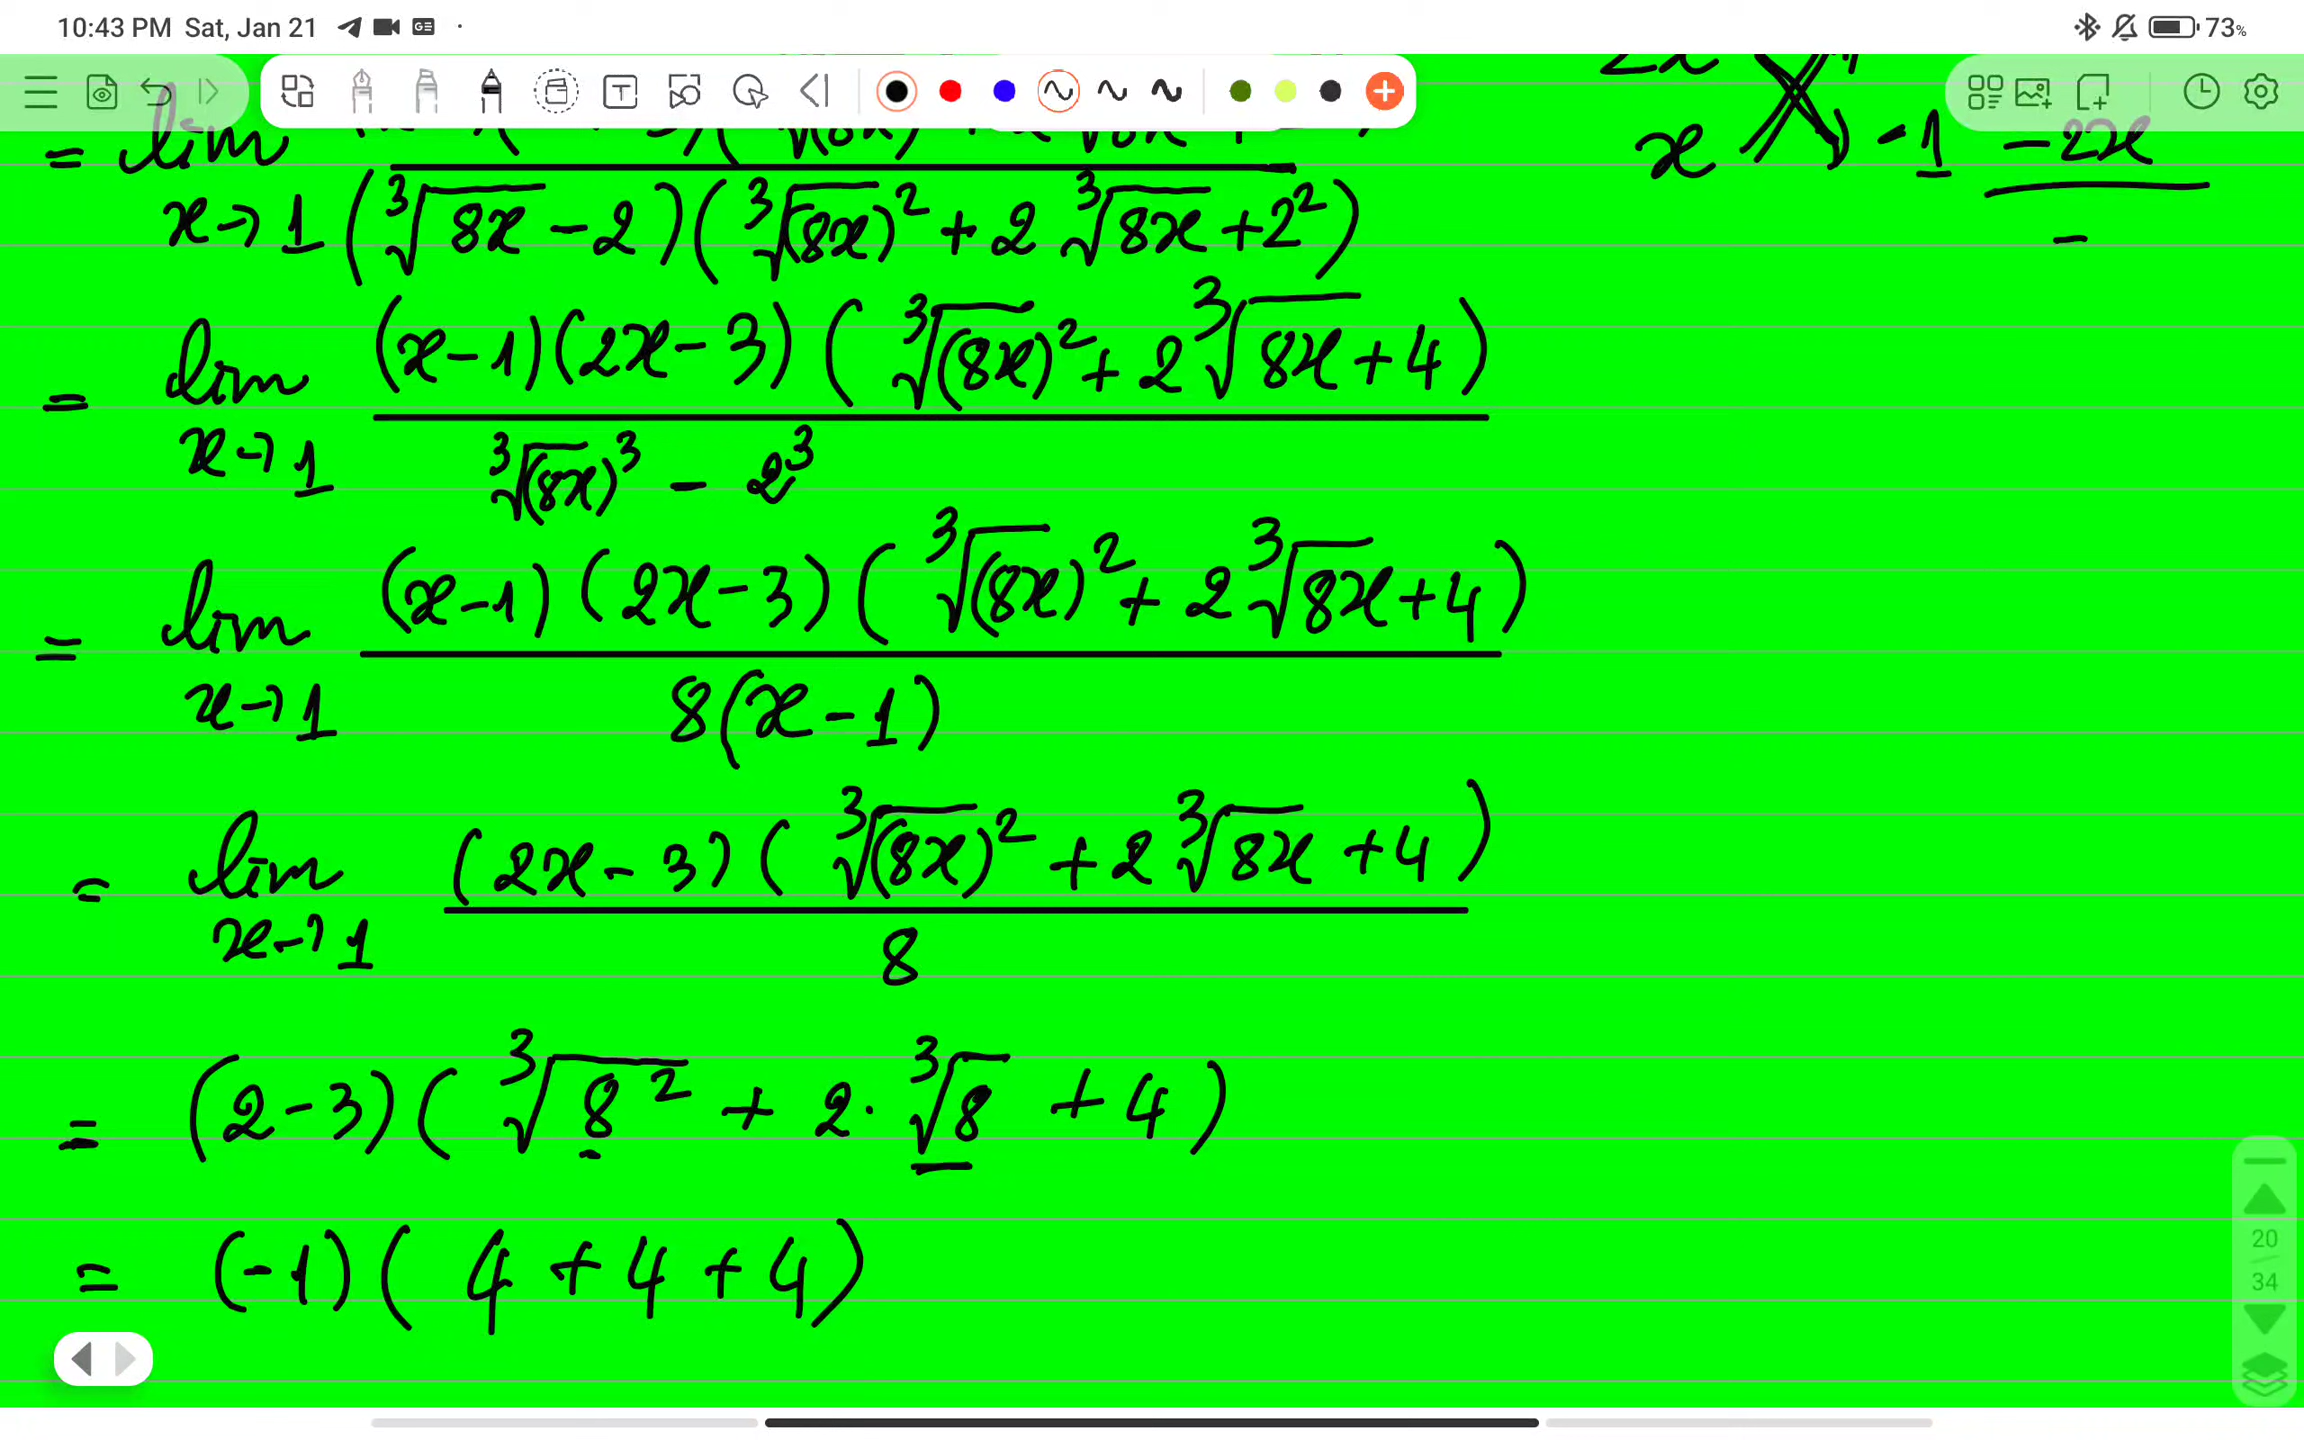 10:43 PM Sat, Jan 21 73%
= lim
x→1 (∛8x - 2)(∛(8x)² + 2 ∛8x + 2²)
x - 1 -2x
-
= lim (x-1)(2x-3)(∛(8x)² + 2∛8x + 4)
x→1 ∛(8x)³ - 2³
= lim (x-1)(2x-3)(∛(8x)² + 2∛8x + 4)
x→1 8(x-1)
= lim (2x-3)(∛(8x)² + 2∛8x + 4)
x→1 8
= (2-3)(∛8² + 2·∛8 + 4)
= (-1)(4 + 4 + 4)
20
34